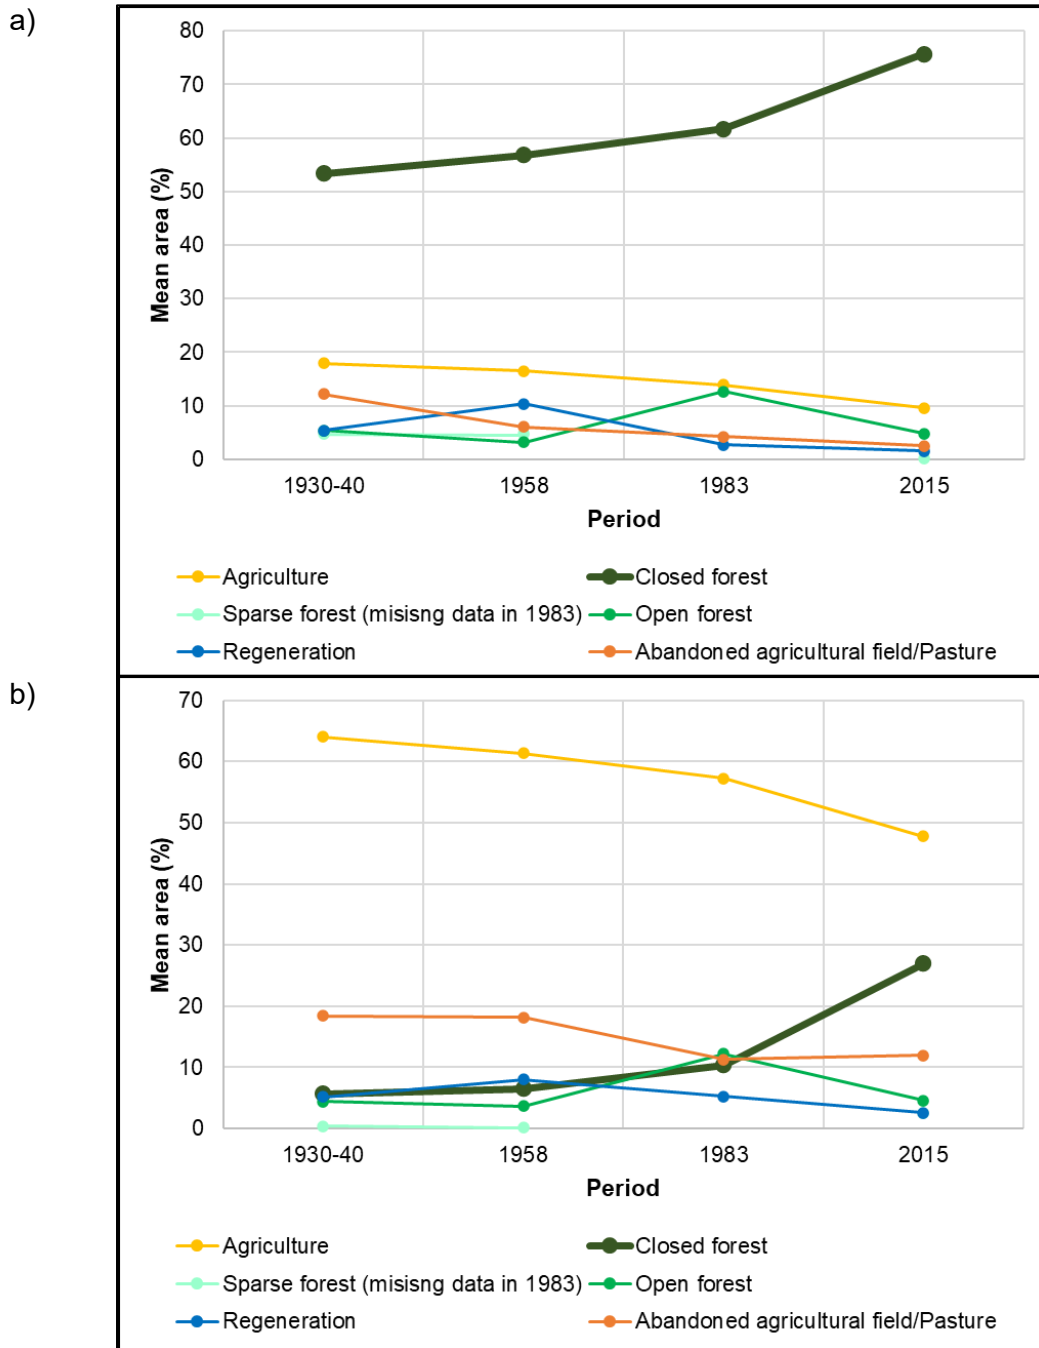 a)
80
70
60
50
40
30
20
10
0
Mean area (%)
1930-40 1958 1983 2015
Period
Agriculture Closed forest
Sparse forest (misisng data in 1983) Open forest
Regeneration Abandoned agricultural field/Pasture
b)
70
60
50
40
30
20
10
0
Mean area (%)
1930-40 1958 1983 2015
Period
Agriculture Closed forest
Sparse forest (misisng data in 1983) Open forest
Regeneration Abandoned agricultural field/Pasture